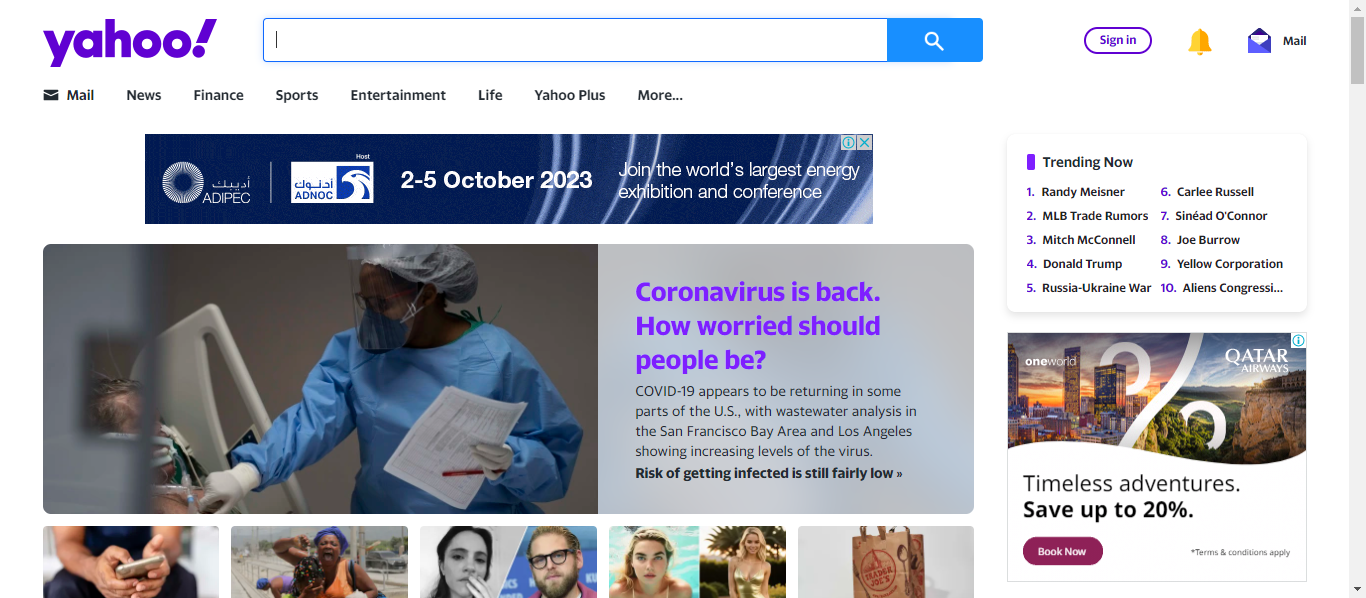 yahoo!
Sign in
Mail
Mail
News
Finance
Sports
Entertainment
Life
Yahoo Plus
More...
أديبك
ADIPEC
Host
أدنوك
ADNOC
2-5 October 2023
Join the world's largest energy
exhibition and conference
Trending Now
1. Randy Meisner
2. MLB Trade Rumors
3. Mitch McConnell
4. Donald Trump
5. Russia-Ukraine War
6. Carlee Russell
7. Sinéad O'Connor
8. Joe Burrow
9. Yellow Corporation
10. Aliens Congressi...
Coronavirus is back.
How worried should
people be?
COVID-19 appears to be returning in some
parts of the U.S., with wastewater analysis in
the San Francisco Bay Area and Los Angeles
showing increasing levels of the virus.
Risk of getting infected is still fairly low »
oneworld
QATAR
AIRWAYS
25
Timeless adventures.
Save up to 20%.
Book Now
*Terms & conditions apply
TRADER
JOE'S